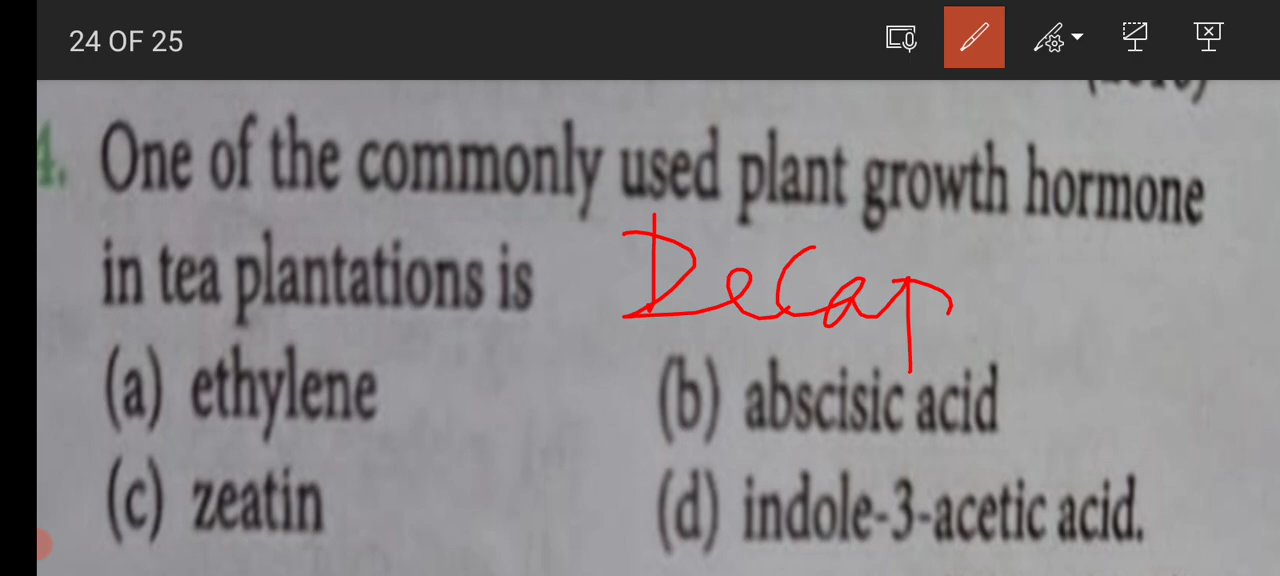 24 OF 25
4. One of the commonly used plant growth hormone
in tea plantations is Decap
(a) ethylene (b) abscisic acid
(c) zeatin (d) indole-3-acetic acid.